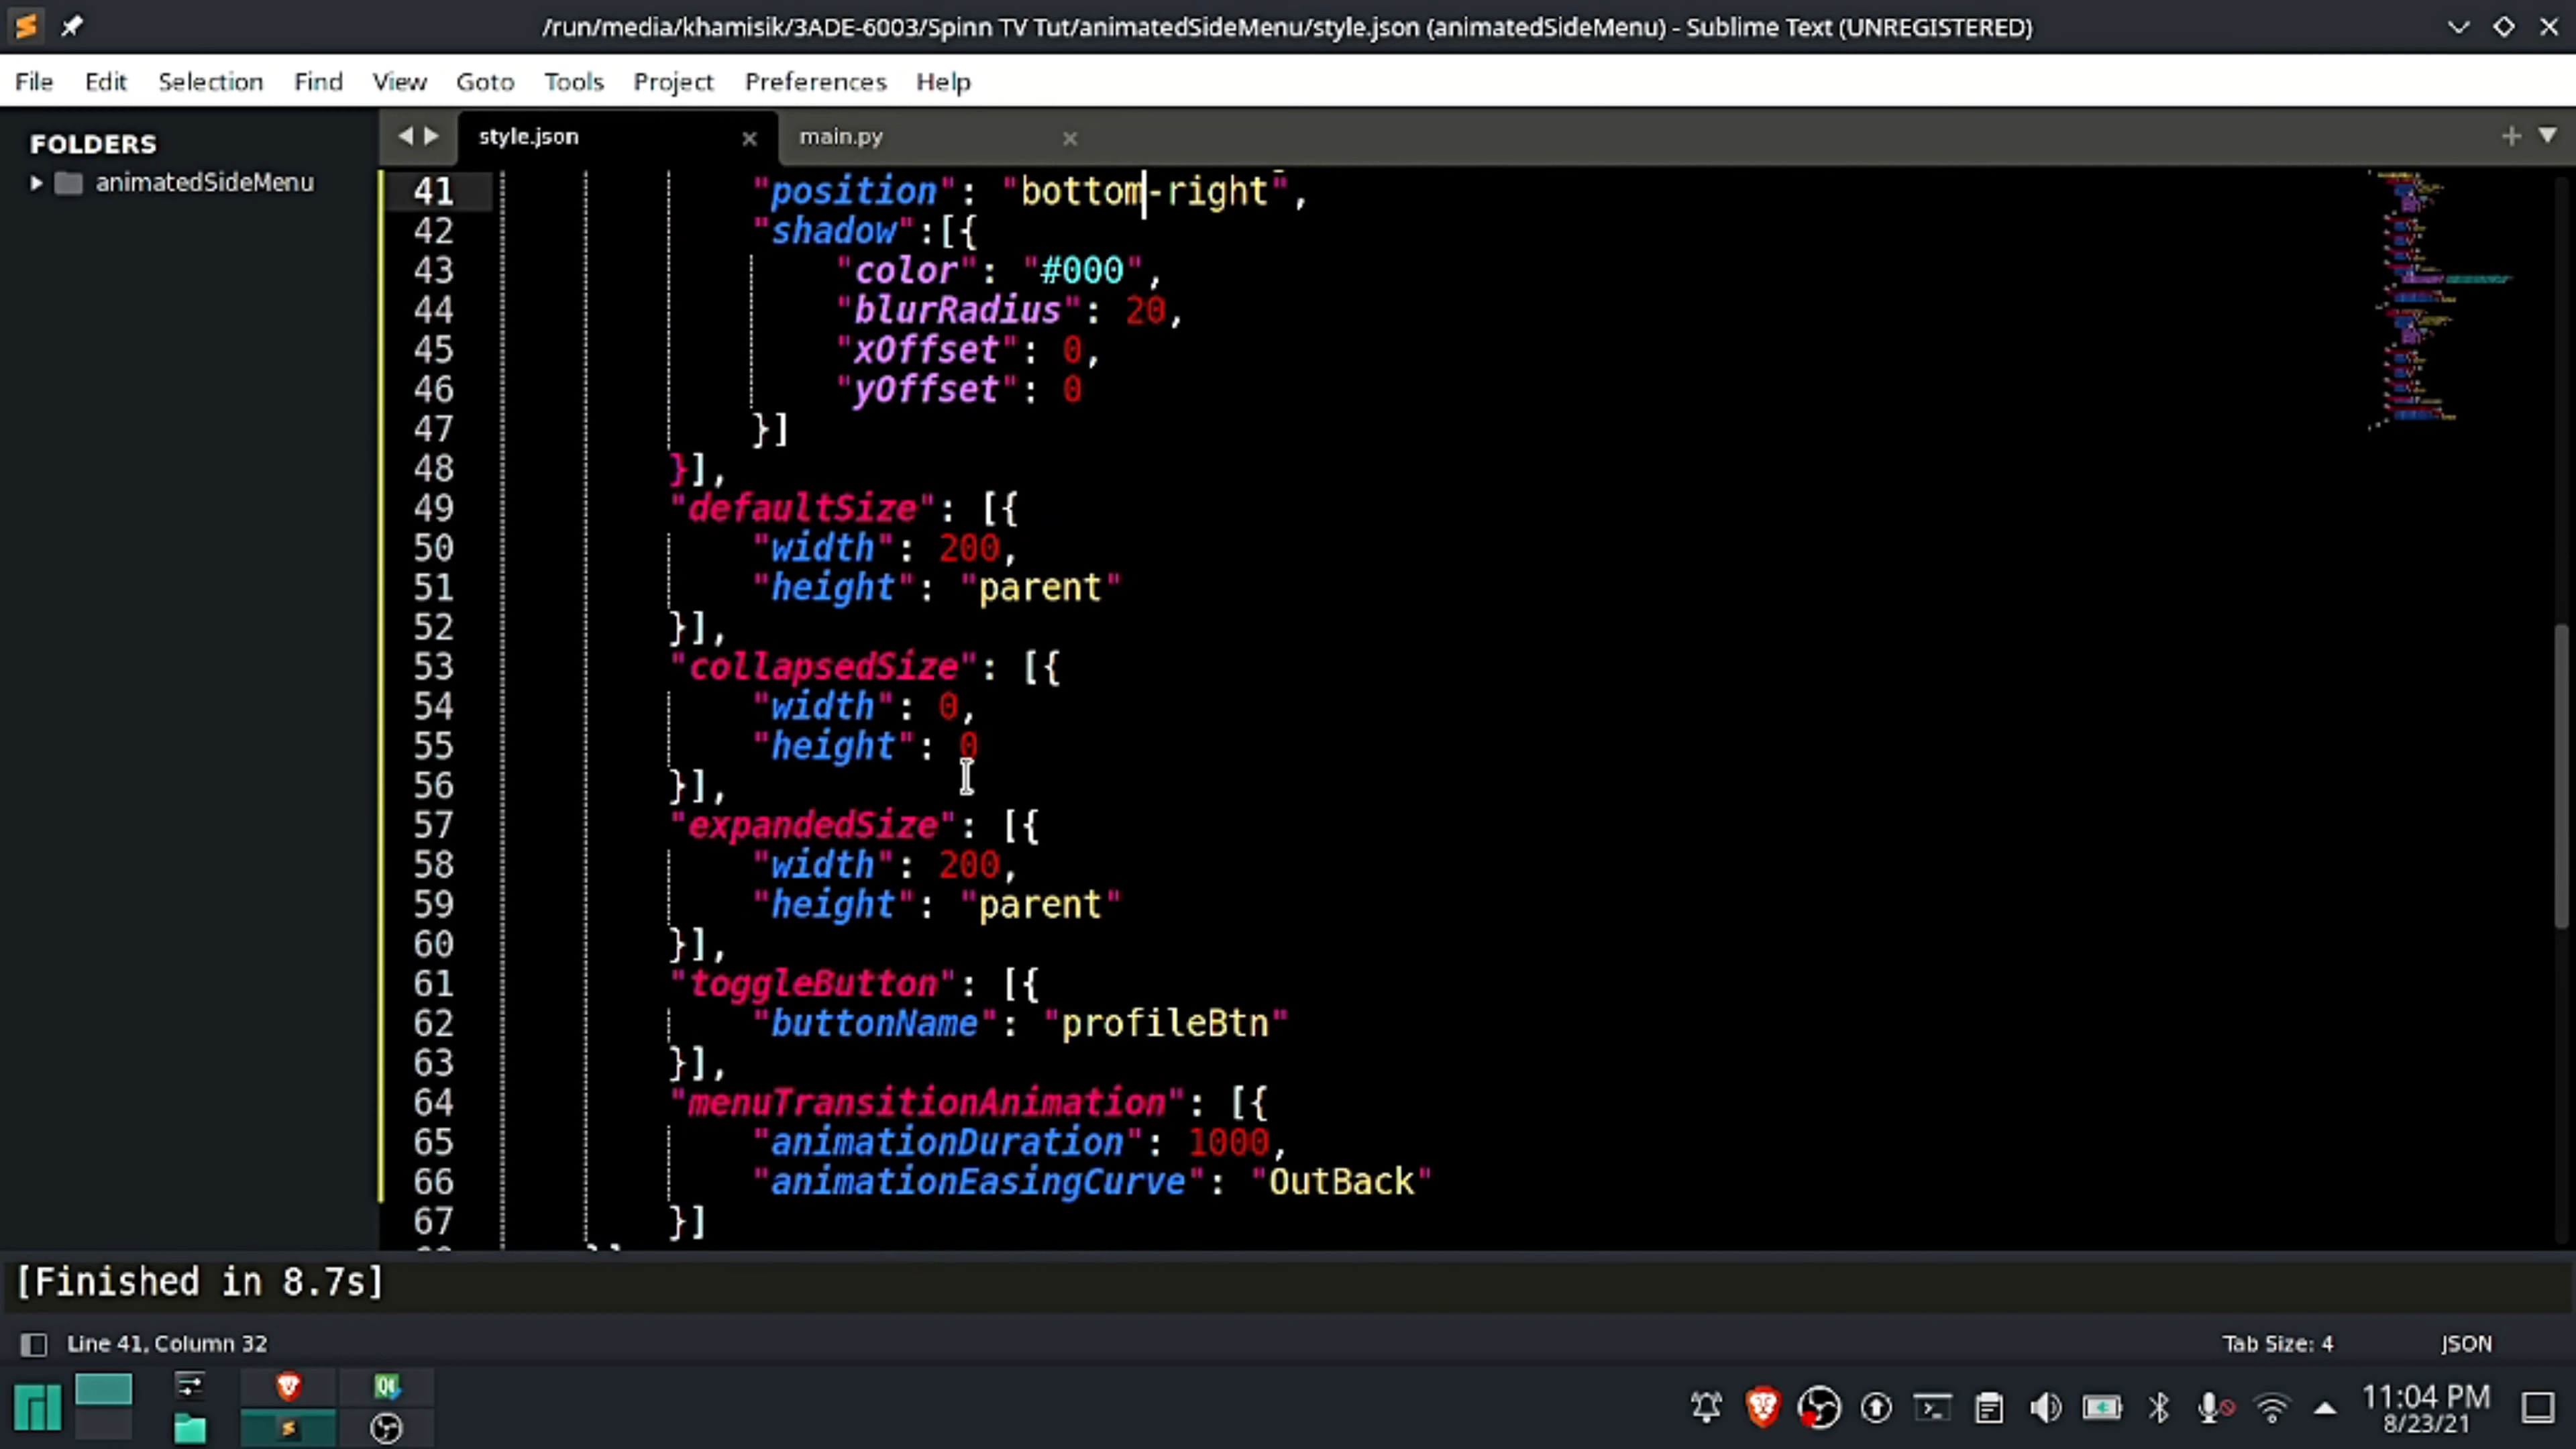 /run/media/khamisik/3ADE-6003/Spinn TV Tut/animatedSideMenu/style.json (animatedSideMenu) - Sublime Text (UNREGISTERED)
File Edit Selection Find View Goto Tools Project Preferences Help
FOLDERS
animatedSideMenu
style.json
main.py
41 "position": "bottom-right",
42 "shadow":[{
43 "color": "#000",
44 "blurRadius": 20,
45 "xOffset": 0,
46 "yOffset": 0
47 }]
48 }],
49 "defaultSize": [{
50 "width": 200,
51 "height": "parent"
52 }],
53 "collapsedSize": [{
54 "width": 0,
55 "height": 0
56 }],
57 "expandedSize": [{
58 "width": 200,
59 "height": "parent"
60 }],
61 "toggleButton": [{
62 "buttonName": "profileBtn"
63 }],
64 "menuTransitionAnimation": [{
65 "animationDuration": 1000,
66 "animationEasingCurve": "OutBack"
67 }]
[Finished in 8.7s]
Line 41, Column 32
Tab Size: 4
JSON
11:04 PM
8/23/21